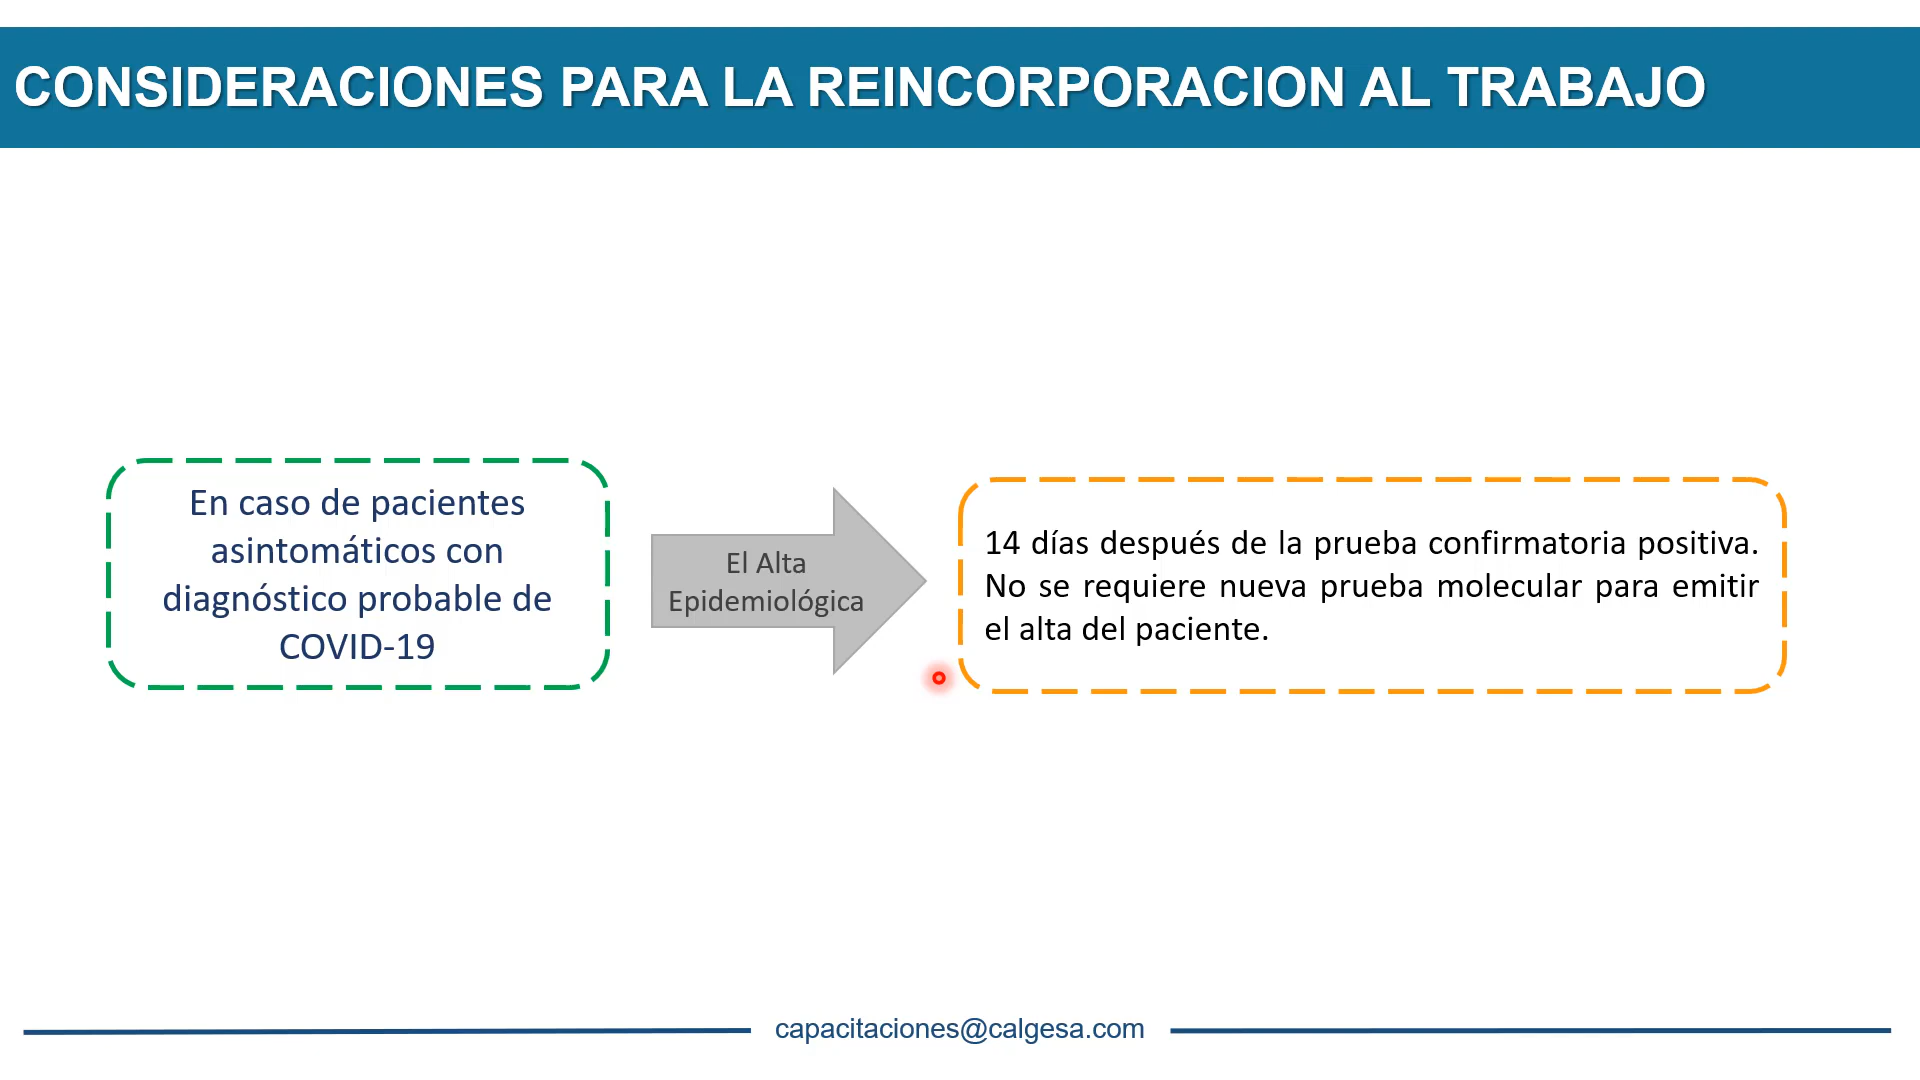 CONSIDERACIONES PARA LA REINCORPORACION AL TRABAJO
En caso de pacientes
asintomáticos con
diagnóstico probable de
COVID-19
El Alta
Epidemiológica
14 días después de la prueba confirmatoria positiva.
No se requiere nueva prueba molecular para emitir
el alta del paciente.
capacitaciones@calgesa.com